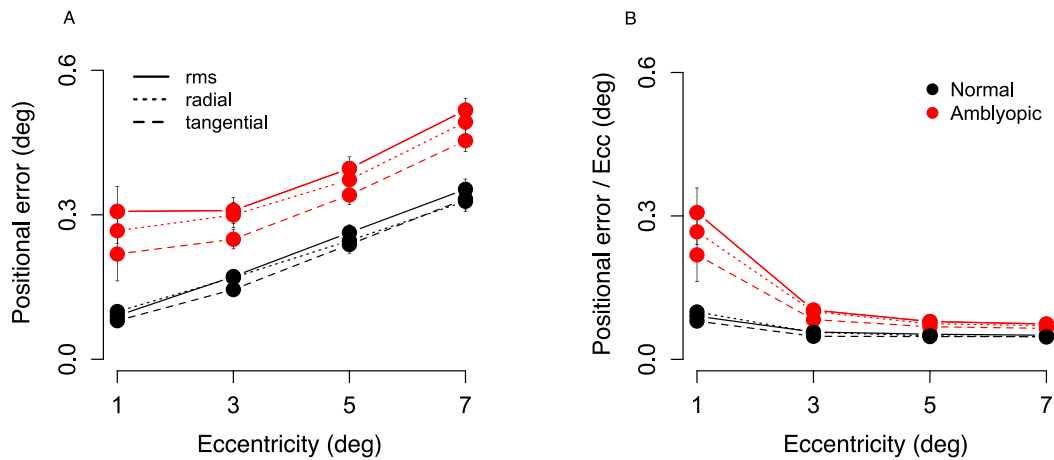 A
Positional error (deg)
0.6
0.3
0.0
rms
radial
tangential
1 3 5 7
Eccentricity (deg)
B
Positional error / Ecc (deg)
0.6
0.3
0.0
Normal
Amblyopic
1 3 5 7
Eccentricity (deg)